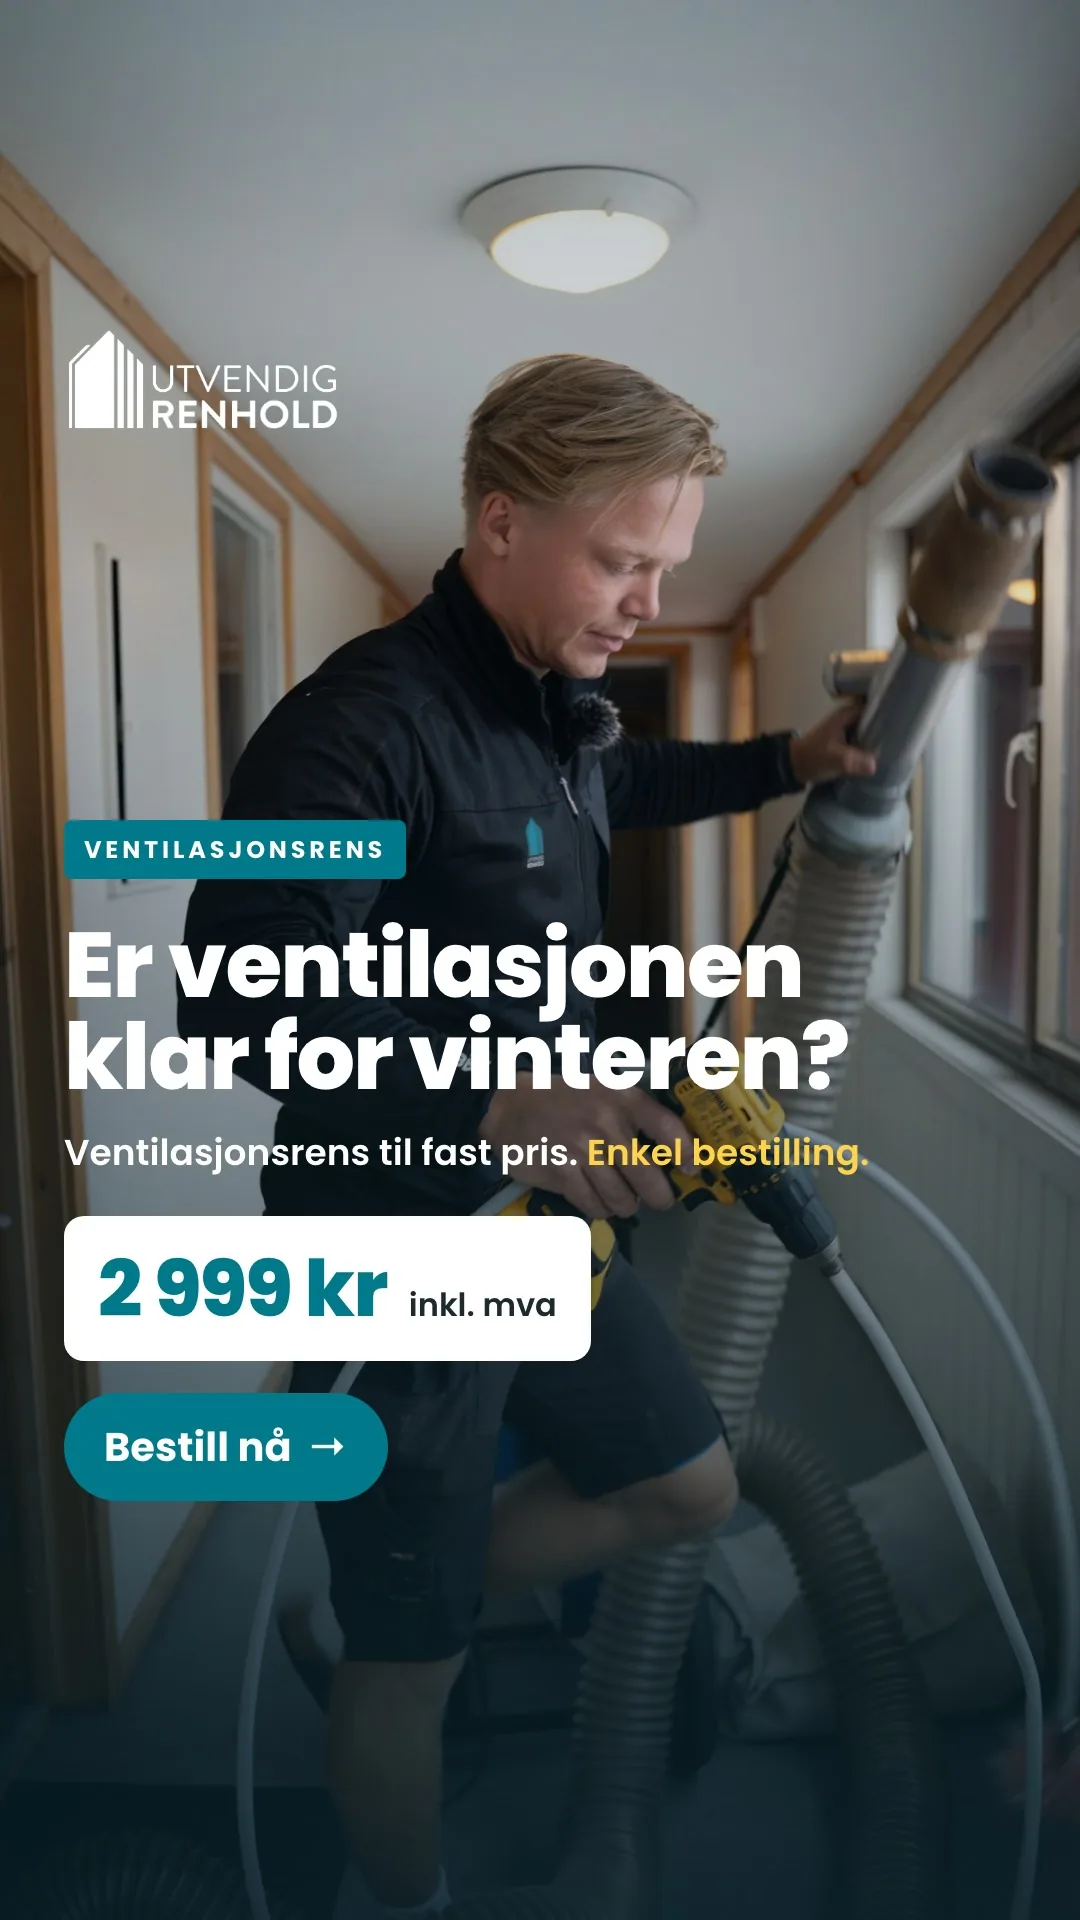 UTVENDIG
RENHOLD
VENTILASJONSRENS
Er ventilasjonen
klar for vinteren?
Ventilasjonsrens til fast pris. Enkel bestilling.
2 999 kr inkl. mva
Bestill nå →